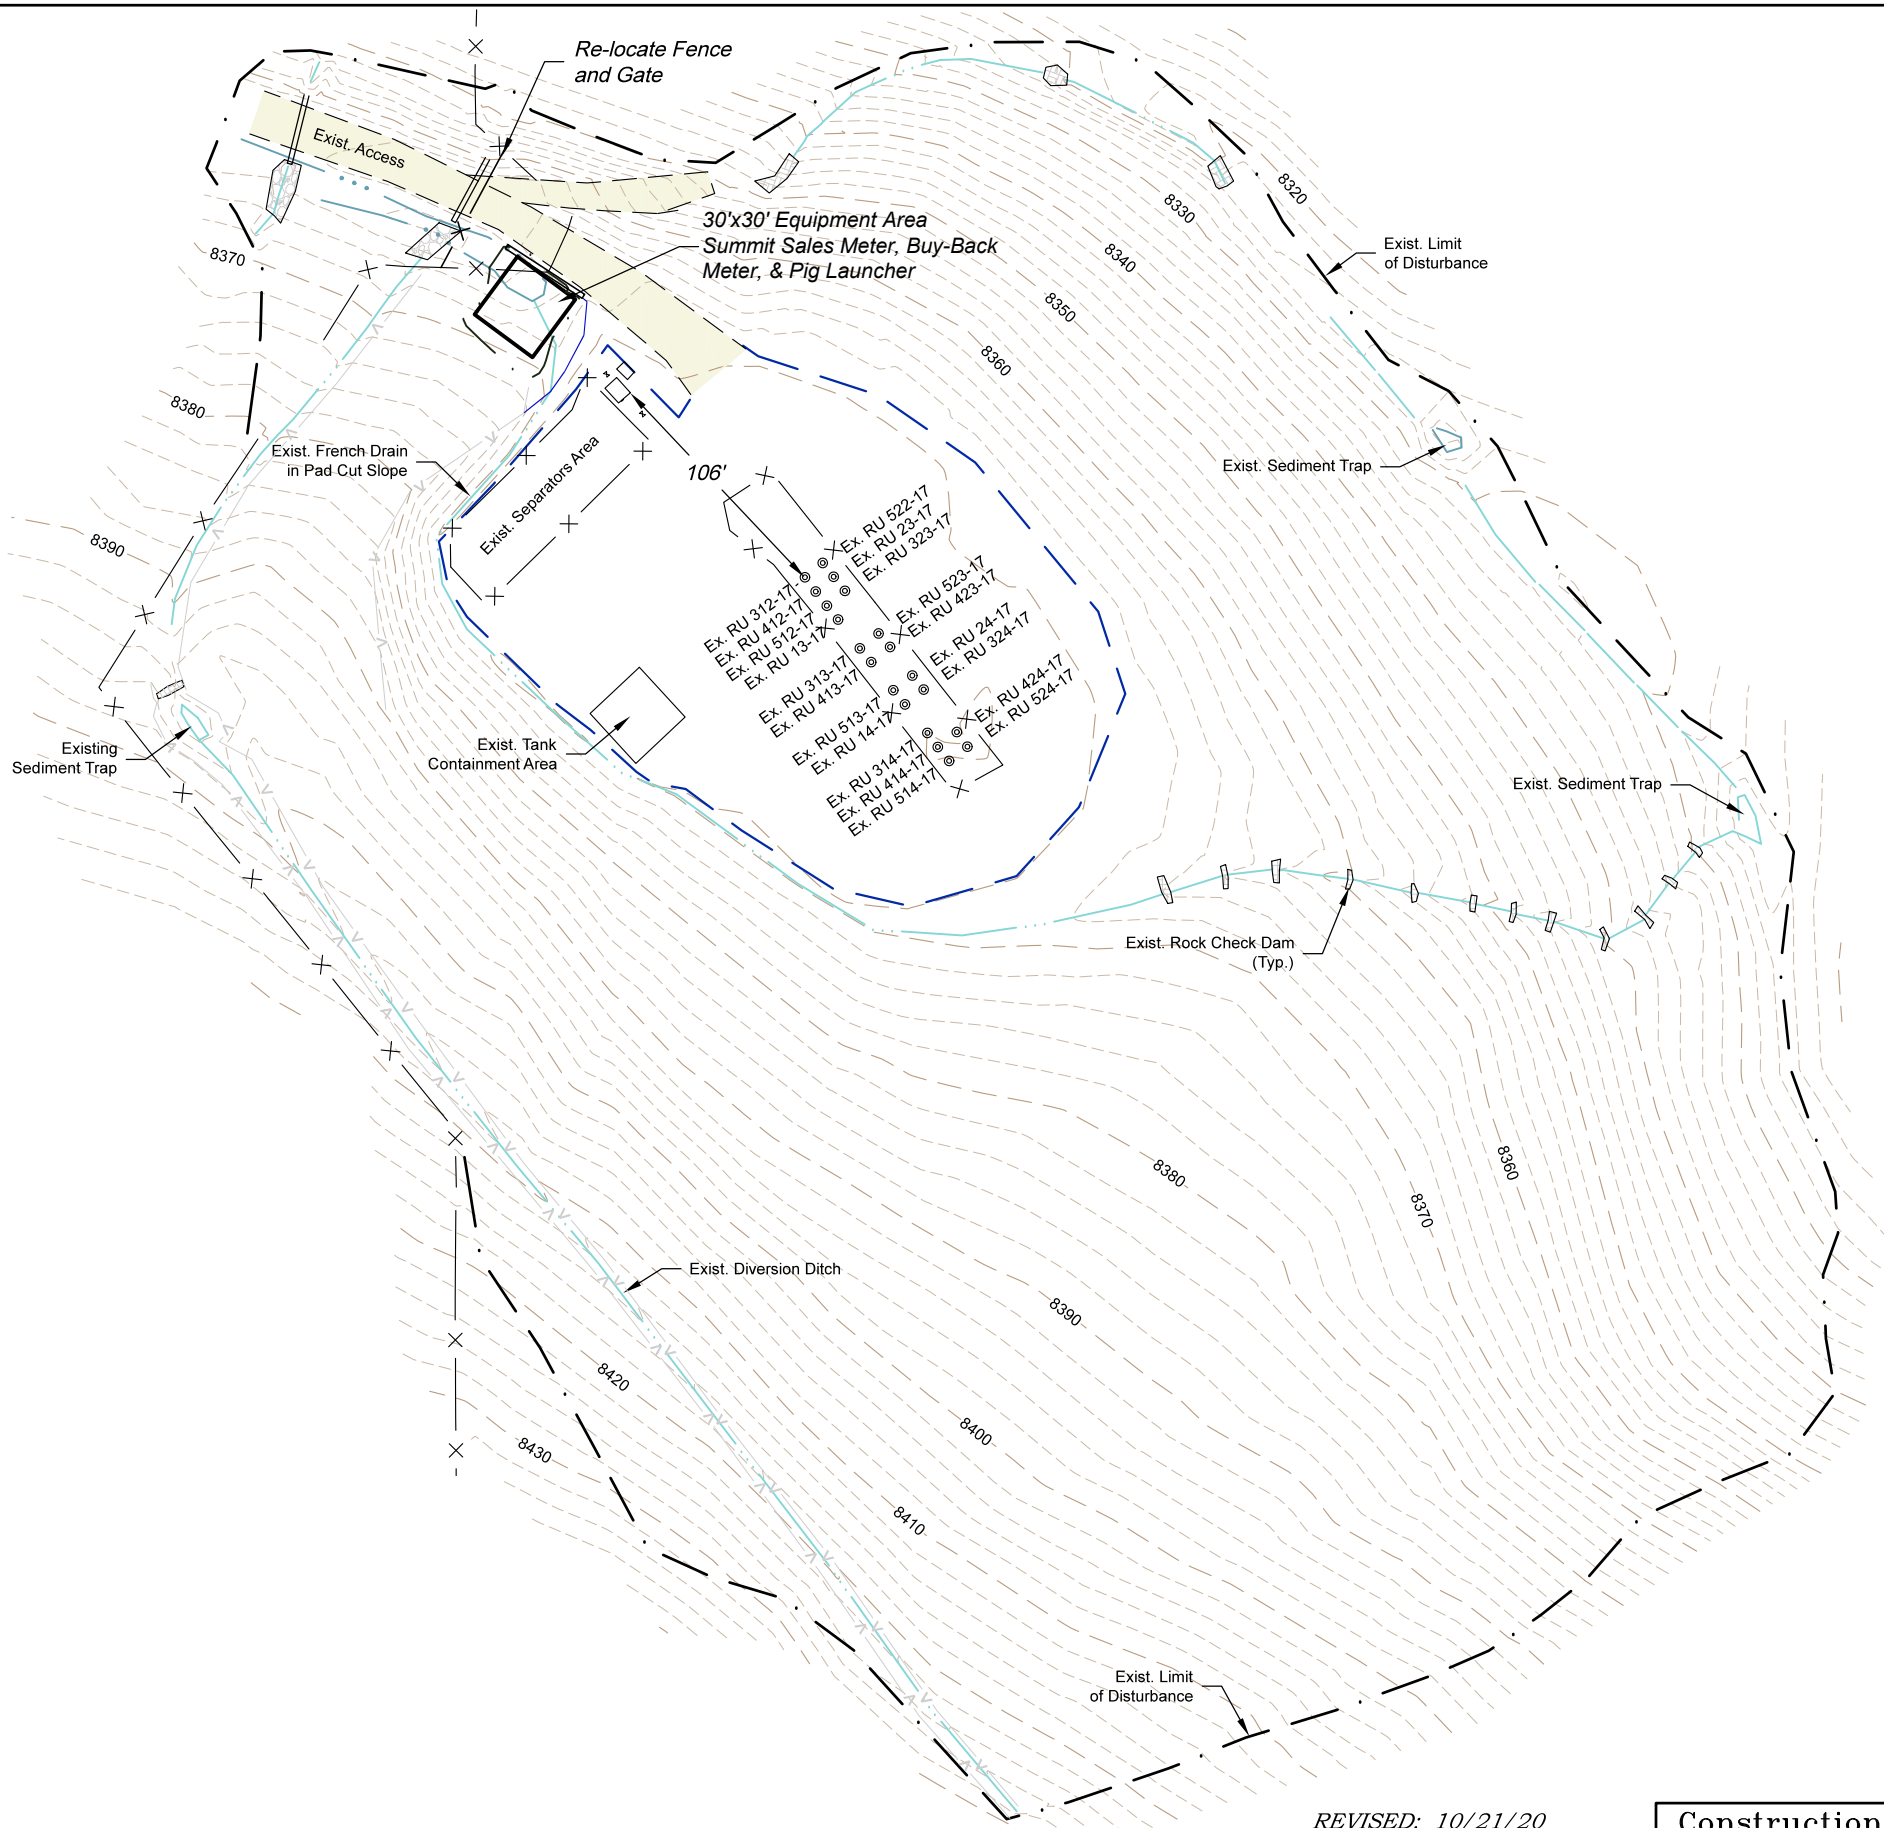 Re-locate Fence
and Gate
Exist. Access
30'x30' Equipment Area
Summit Sales Meter, Buy-Back
Meter, & Pig Launcher
8320
8330
8340
8350
8360
Exist. Limit
of Disturbance
8370
8380
8390
Exist. French Drain
in Pad Cut Slope
Exist. Separators Area
106'
Exist. Sediment Trap
Ex. RU 522-17
Ex. RU 23-17
Ex. RU 323-17
Ex. RU 523-17
Ex. RU 423-17
Ex. RU 24-17
Ex. RU 324-17
Ex. RU 424-17
Ex. RU 524-17
Ex. RU 312-17
Ex. RU 412-17
Ex. RU 512-17
Ex. RU 13-17
Ex. RU 313-17
Ex. RU 413-17
Ex. RU 513-17
Ex. RU 14-17
Ex. RU 314-17
Ex. RU 414-17
Ex. RU 514-17
Existing
Sediment Trap
Exist. Tank
Containment Area
Exist. Sediment Trap
Exist. Rock Check Dam
(Typ.)
8380
8370
8360
Exist. Diversion Ditch
8390
8420
8400
8430
8410
Exist. Limit
of Disturbance
REVISED: 10/21/20
Construction